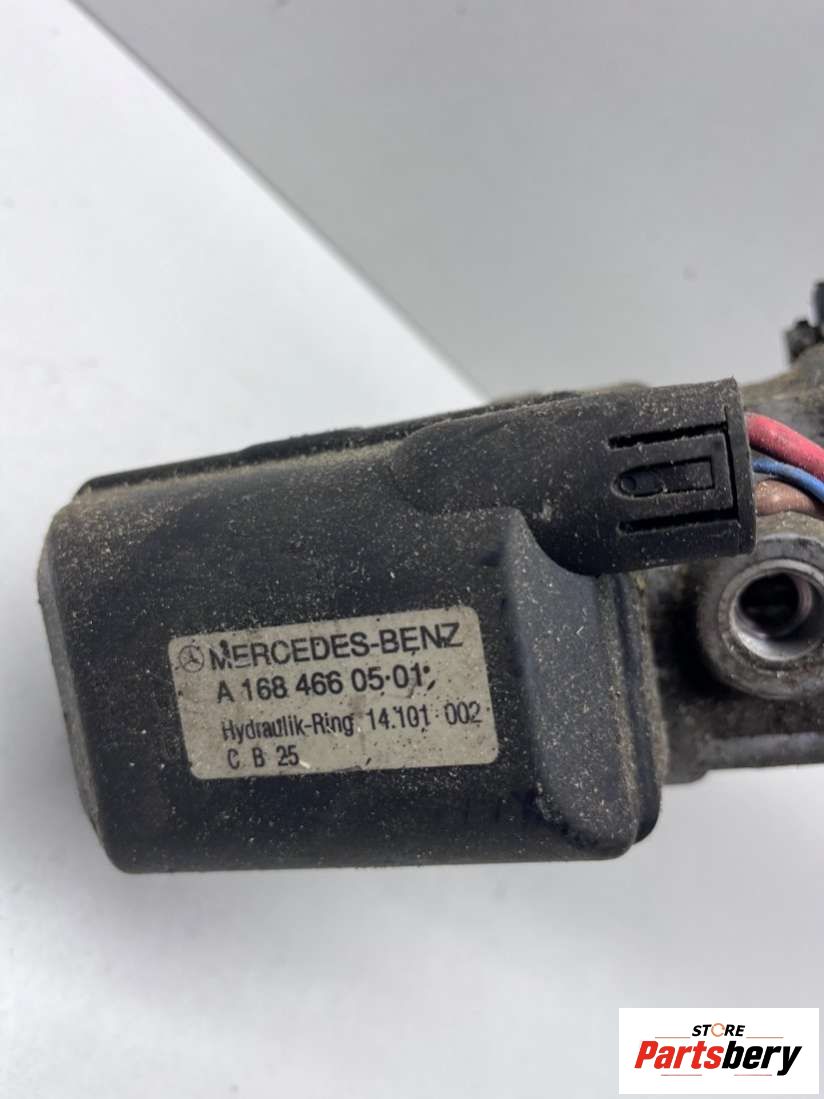 MERCEDES-BENZ
A 168 466 05 01
Hydraulik-Ring 14.101 002
C B 25
STORE
Partsbery